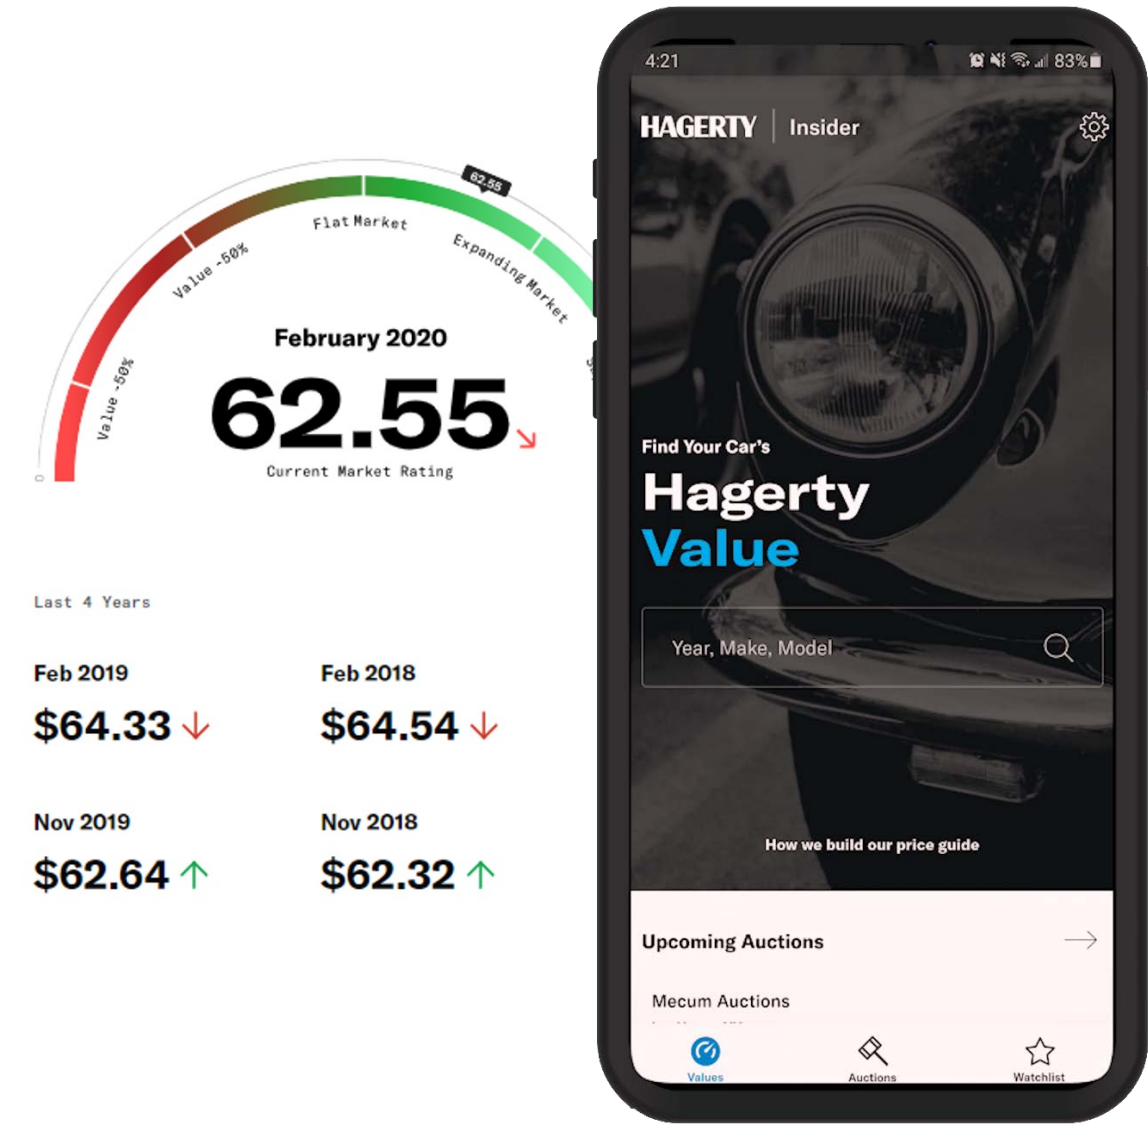 62.55
Flat Market
Value -50%
Expanding Market
Value -50%
February 2020
62.55
Current Market Rating
0
Last 4 Years
Feb 2019
$64.33
Feb 2018
$64.54
Nov 2019
$62.64
Nov 2018
$62.32
4:21
83%
HAGERTY | Insider
Find Your Car's
Hagerty
Value
Year, Make, Model
How we build our price guide
Upcoming Auctions
Mecum Auctions
Values
Auctions
Watchlist